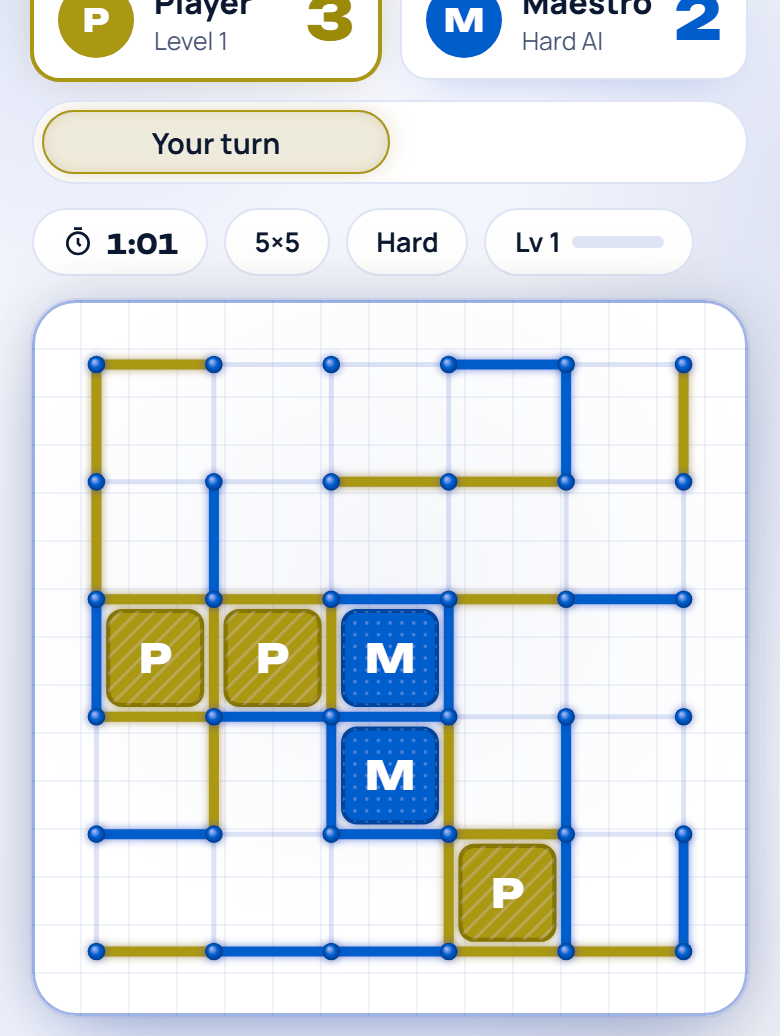 P Player 3
Level 1
M Maestro 2
Hard AI
Your turn
1:01 5×5 Hard Lv 1
P P M
M
P